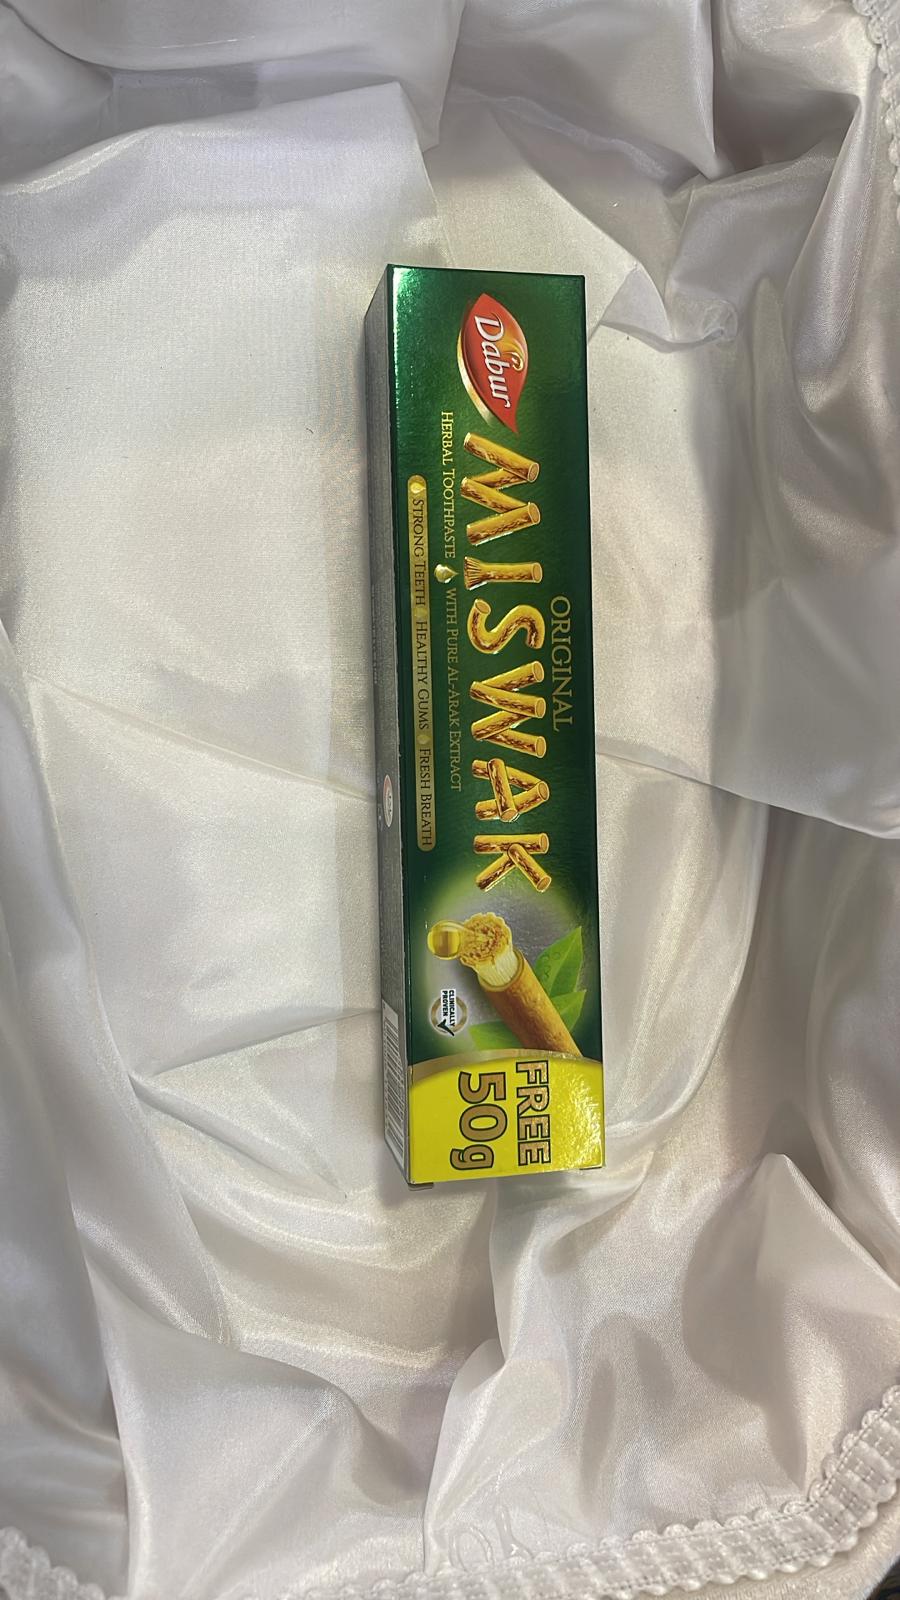 Dabur
ORIGINAL
MISWAK
HERBAL TOOTHPASTE WITH PURE AL-ARAK EXTRACT
STRONG TEETH HEALTHY GUMS FRESH BREATH
CLINICALLY
PROVEN
FREE
50g